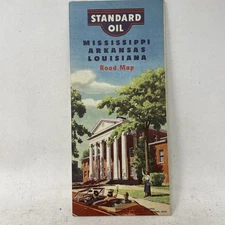 STANDARD
OIL
MISSISSIPPI
ARKANSAS
LOUISIANA
Road Map